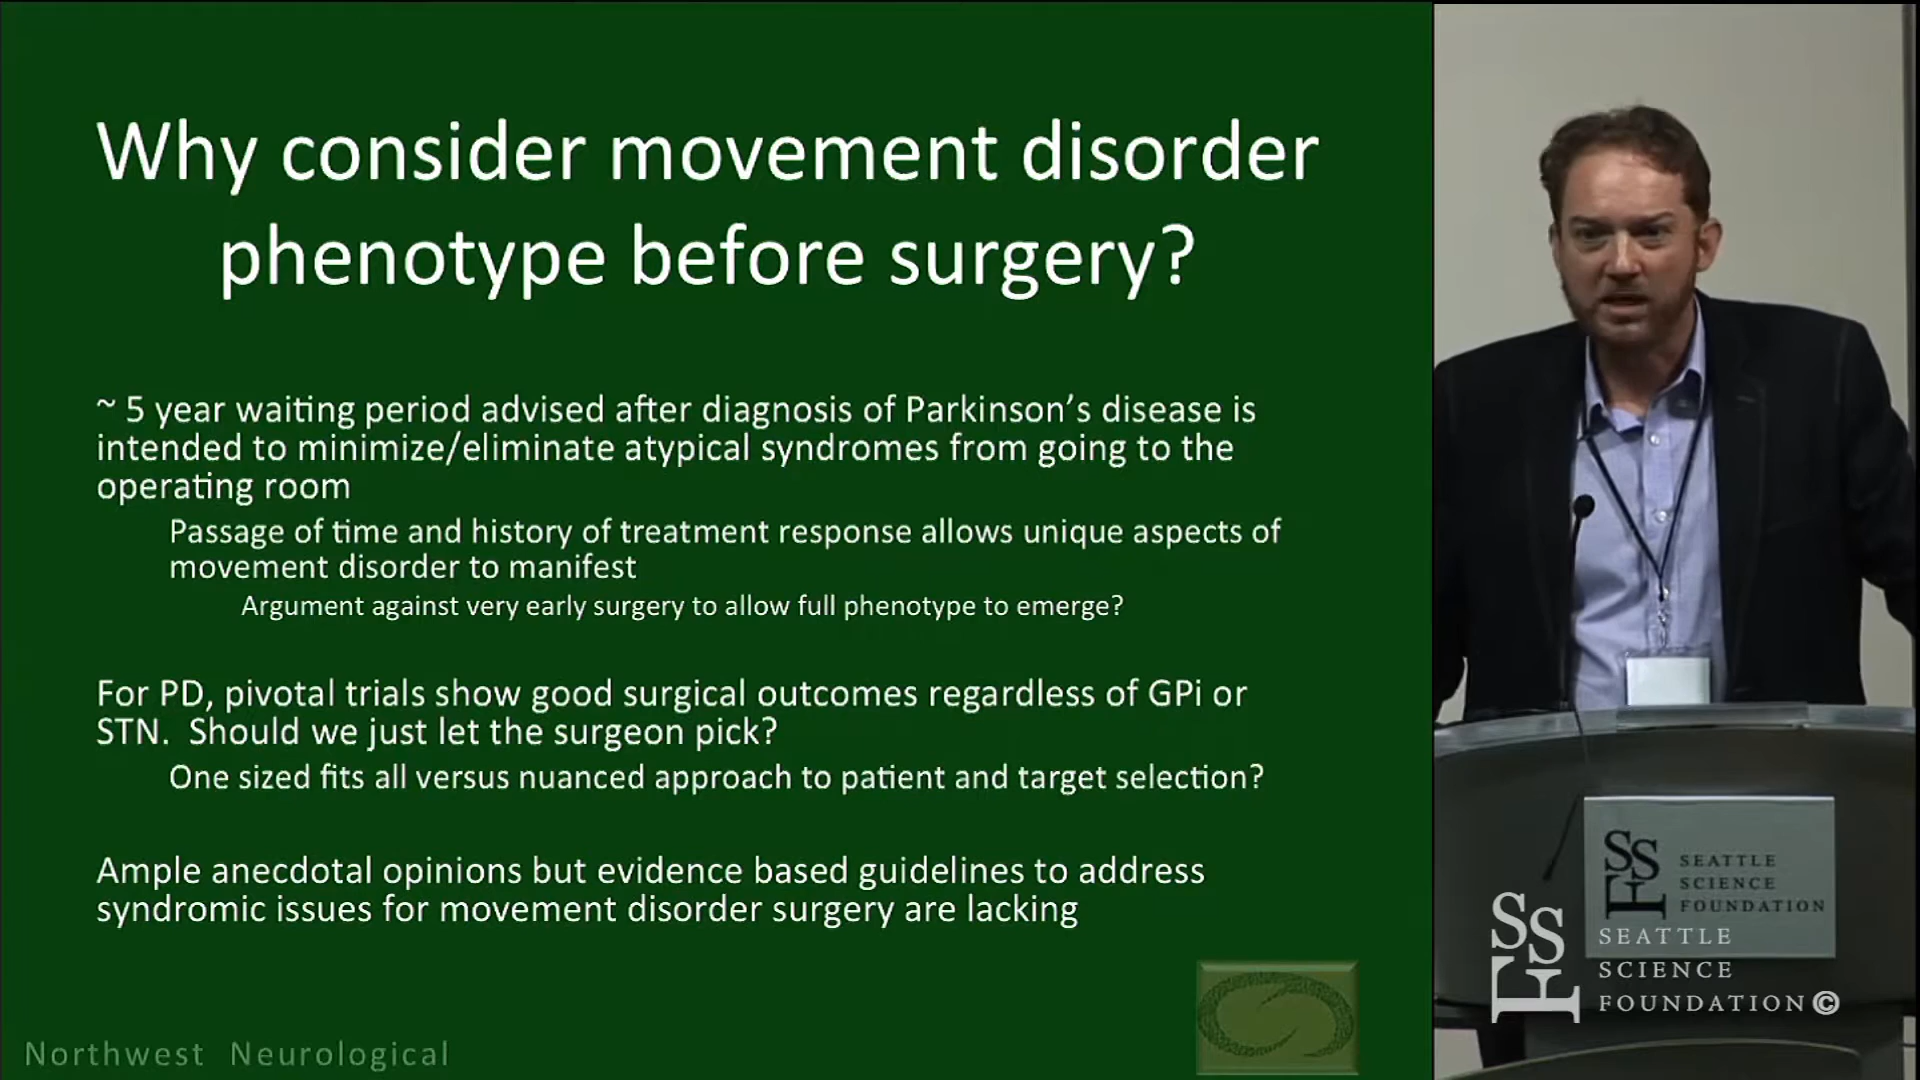 Why consider movement disorder
phenotype before surgery?
~ 5 year waiting period advised after diagnosis of Parkinson's disease is
intended to minimize/eliminate atypical syndromes from going to the
operating room
Passage of time and history of treatment response allows unique aspects of
movement disorder to manifest
Argument against very early surgery to allow full phenotype to emerge?
For PD, pivotal trials show good surgical outcomes regardless of GPi or
STN.  Should we just let the surgeon pick?
One sized fits all versus nuanced approach to patient and target selection?
Ample anecdotal opinions but evidence based guidelines to address
syndromic issues for movement disorder surgery are lacking
Northwest Neurological
SSF
SEATTLE
SCIENCE
FOUNDATION
SSF
SEATTLE
SCIENCE
FOUNDATION©